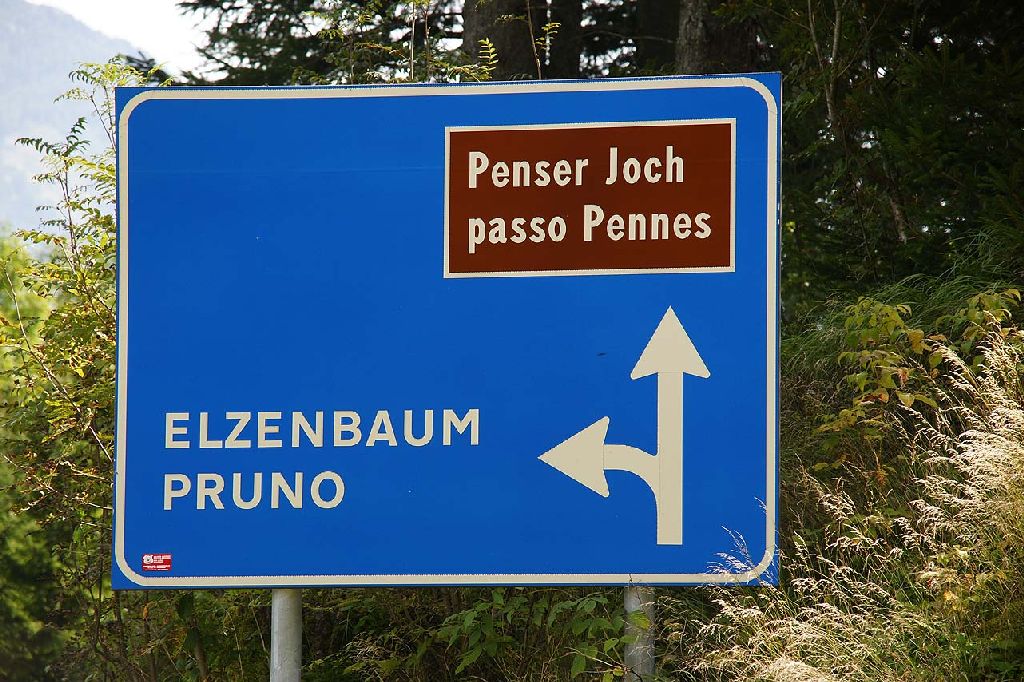 Penser Joch
passo Pennes
ELZENBAUM
PRUNO